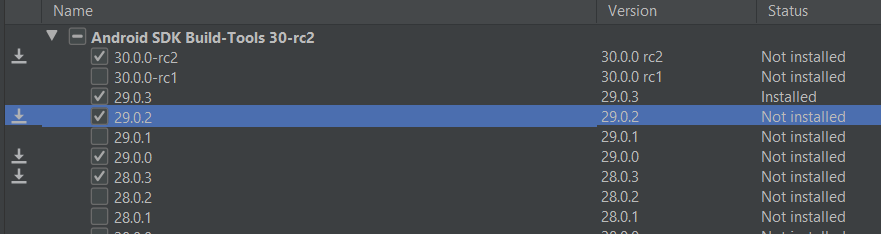 Name Version Status
Android SDK Build-Tools 30-rc2
30.0.0-rc2 30.0.0 rc2 Not installed
30.0.0-rc1 30.0.0 rc1 Not installed
29.0.3 29.0.3 Installed
29.0.2 29.0.2 Not installed
29.0.1 29.0.1 Not installed
29.0.0 29.0.0 Not installed
28.0.3 28.0.3 Not installed
28.0.2 28.0.2 Not installed
28.0.1 28.0.1 Not installed